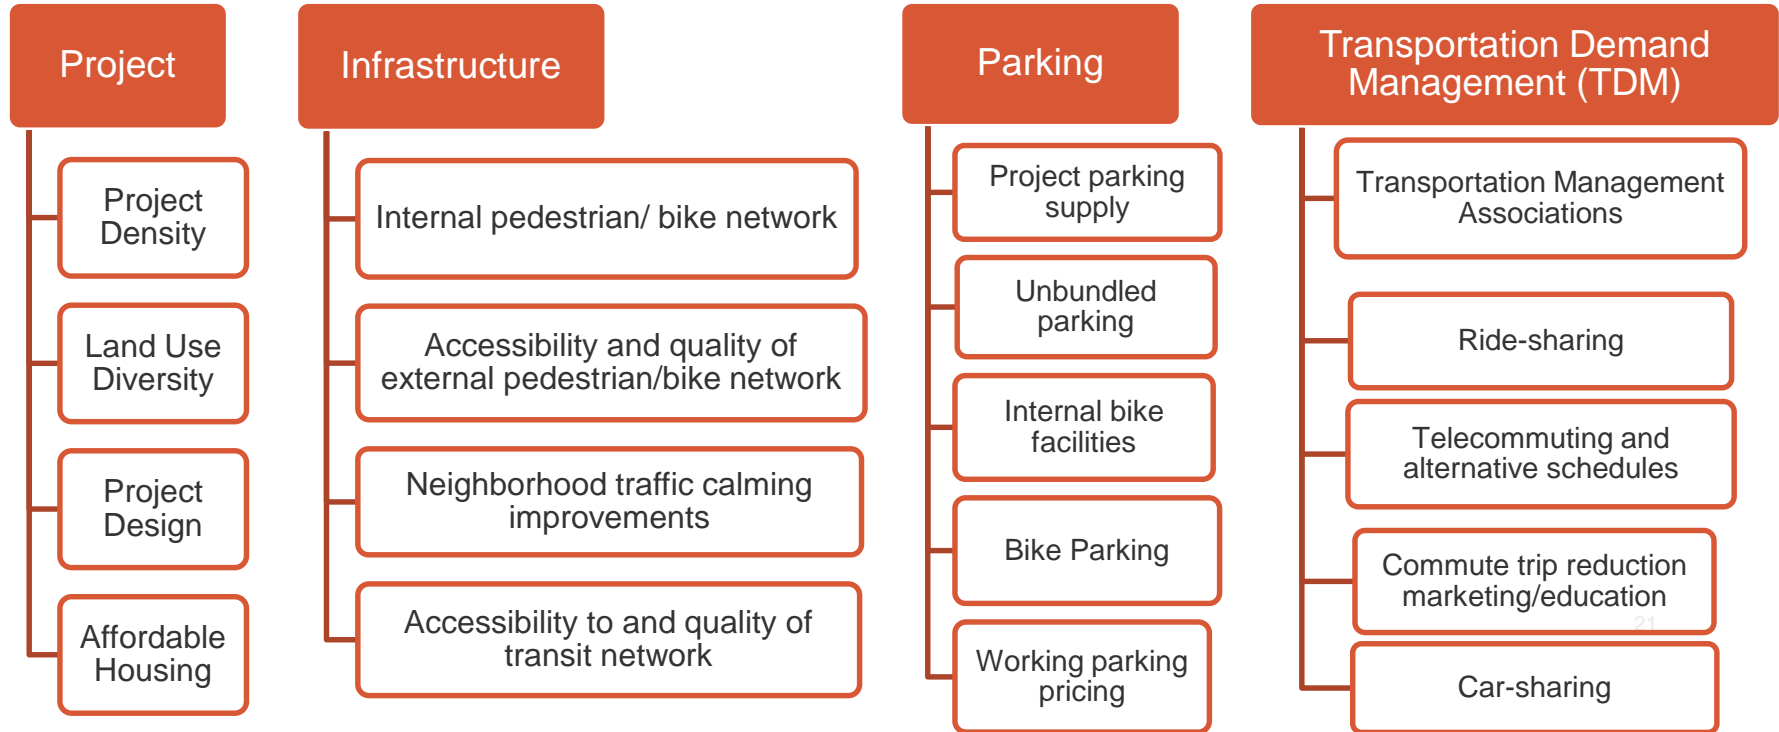 Project
Project
Density
Land Use
Diversity
Project
Design
Affordable
Housing
Infrastructure
Internal pedestrian/ bike network
Accessibility and quality of
external pedestrian/bike network
Neighborhood traffic calming
improvements
Accessibility to and quality of
transit network
Parking
Project parking
supply
Unbundled
parking
Internal bike
facilities
Bike Parking
Working parking
pricing
Transportation Demand
Management (TDM)
Transportation Management
Associations
Ride-sharing
Telecommuting and
alternative schedules
Commute trip reduction
marketing/education
21
Car-sharing